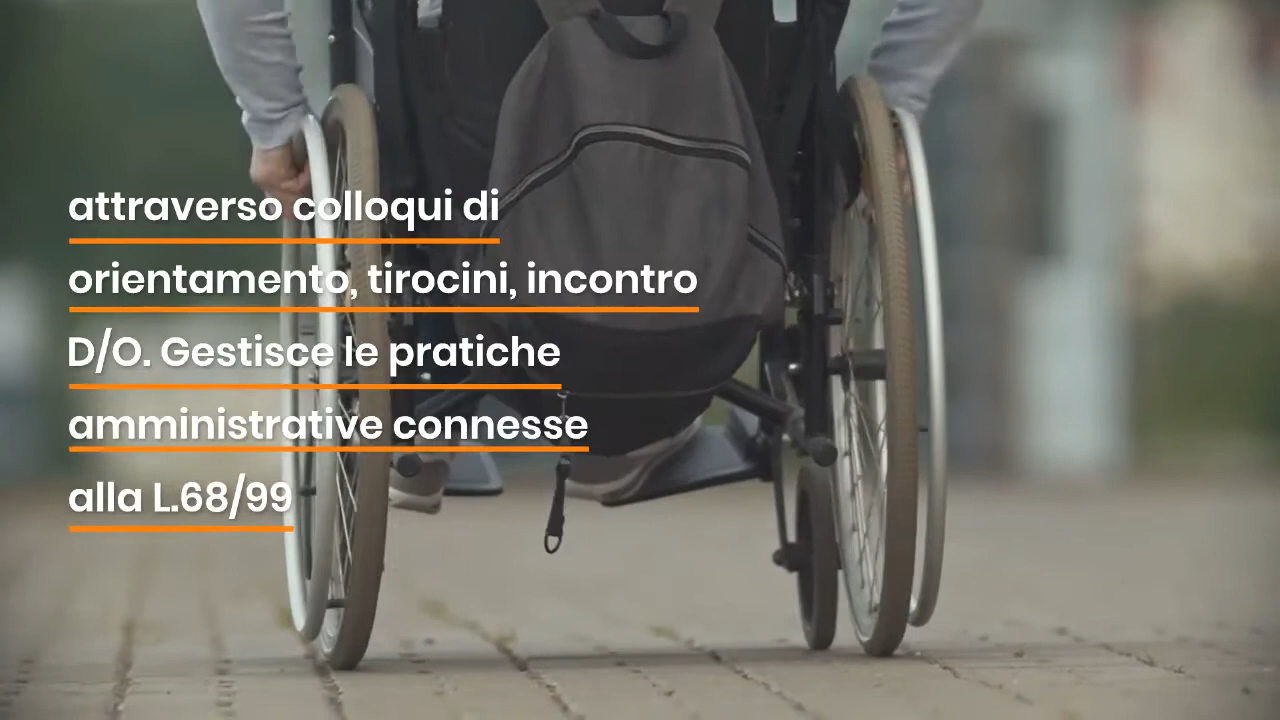 attraverso colloqui di
orientamento, tirocini, incontro
D/O. Gestisce le pratiche
amministrative connesse
alla L.68/99